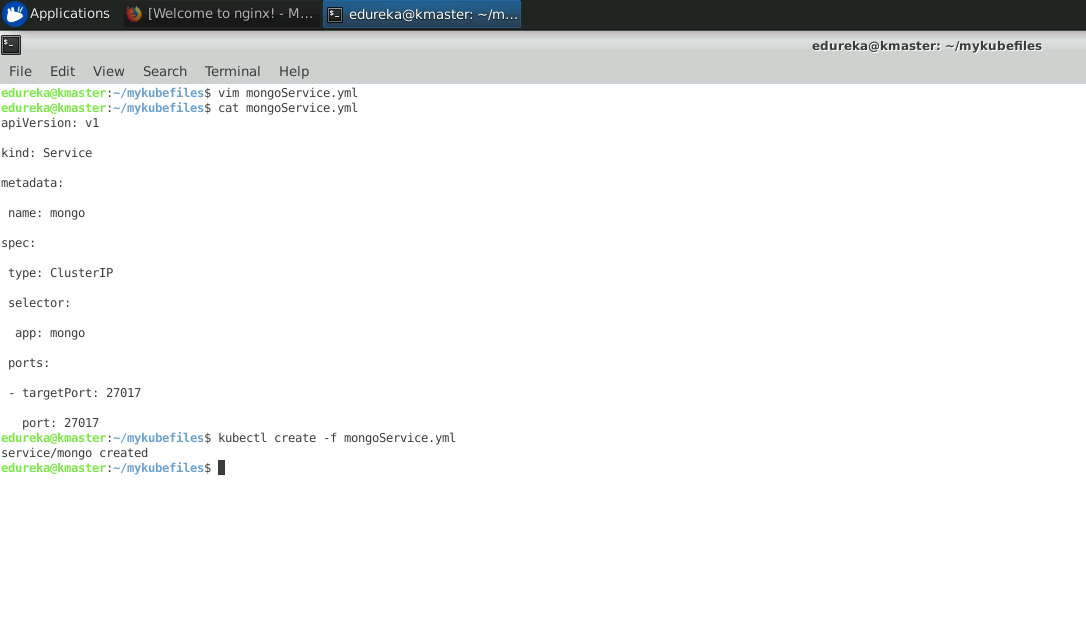 Applications
[Welcome to nginx! - M...
edureka@kmaster: ~/m...
edureka@kmaster: ~/mykubefiles
File Edit View Search Terminal Help
edureka@kmaster:~/mykubefiles$ vim mongoService.yml
edureka@kmaster:~/mykubefiles$ cat mongoService.yml
apiVersion: v1
kind: Service
metadata:
 name: mongo
spec:
 type: ClusterIP
 selector:
  app: mongo
 ports:
 - targetPort: 27017
   port: 27017
edureka@kmaster:~/mykubefiles$ kubectl create -f mongoService.yml
service/mongo created
edureka@kmaster:~/mykubefiles$